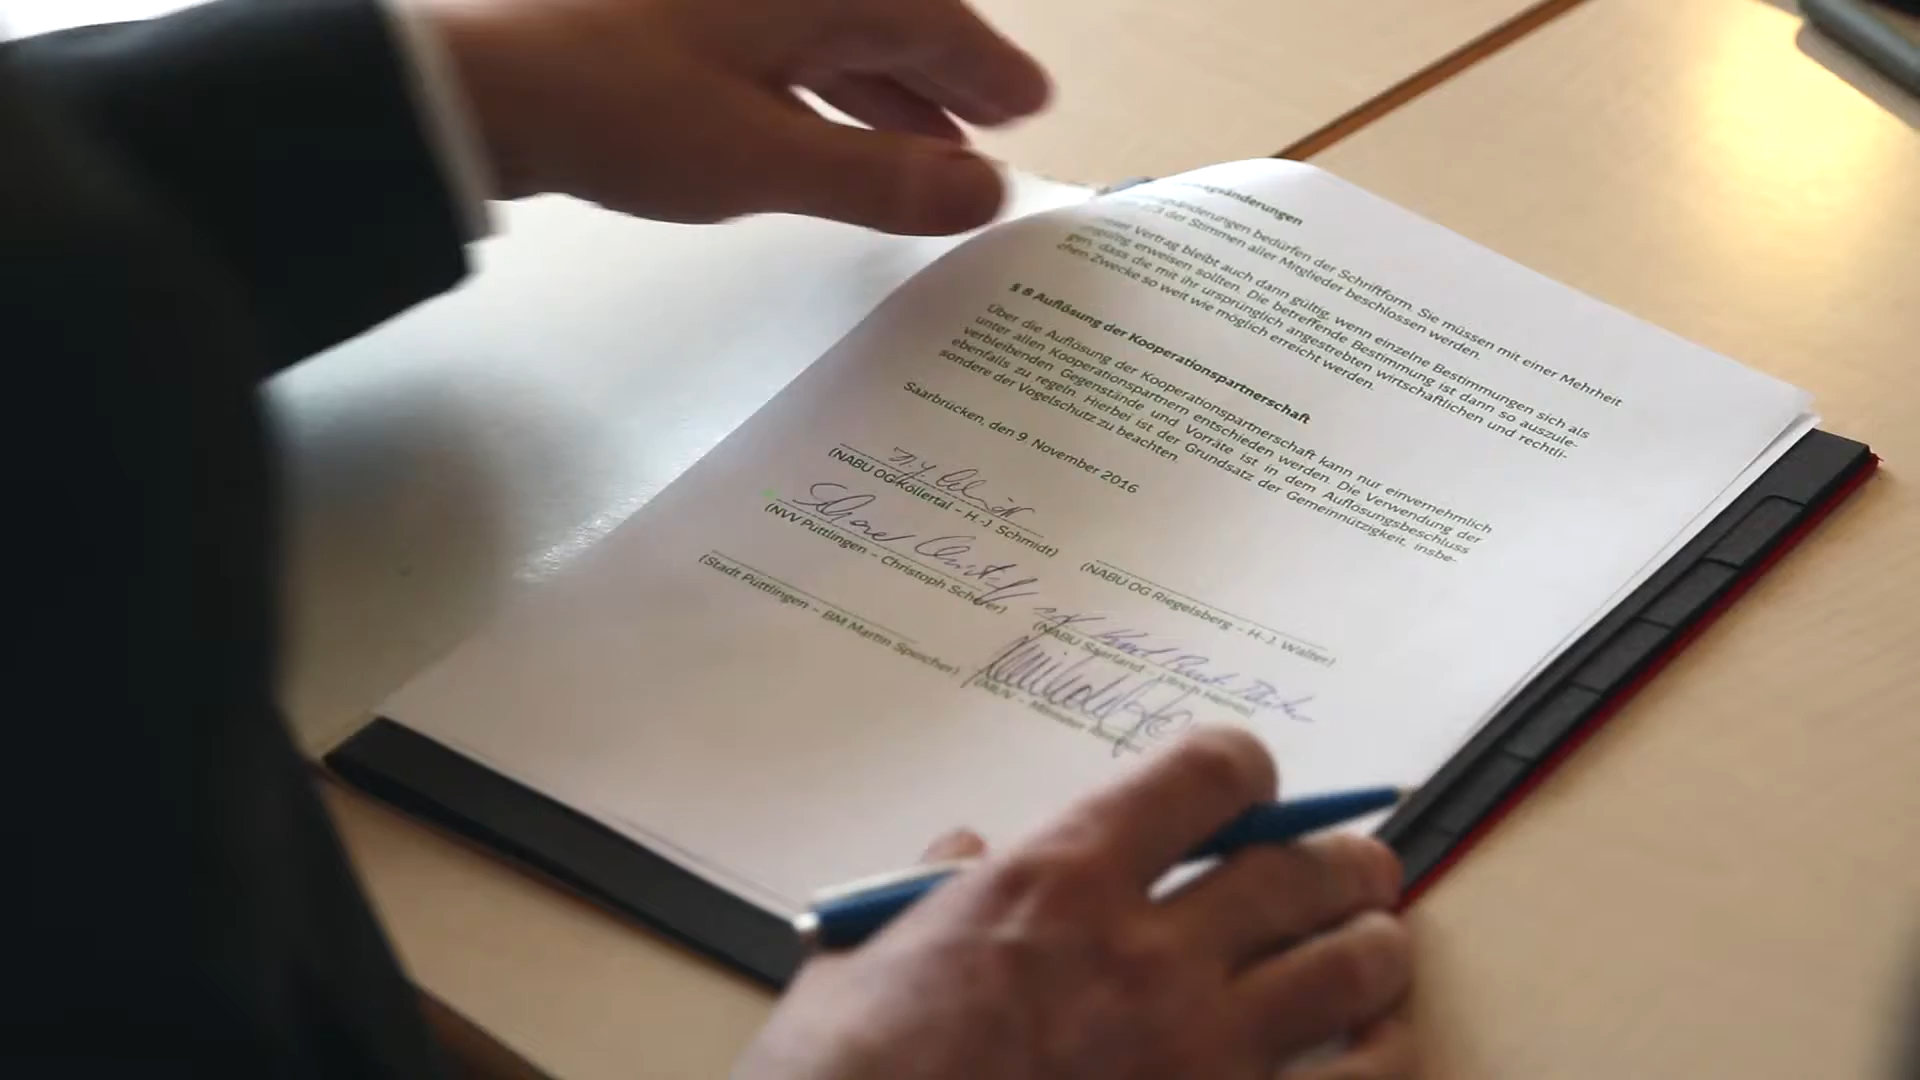 änderungen
änderungen bedürfen der Schriftform. Sie müssen mit einer Mehrheit
der Stimmen aller Mitglieder beschlossen werden.
Vertrag bleibt auch dann gültig, wenn einzelne Bestimmungen sich als
ungültig erweisen sollten. Die betreffende Bestimmung ist dann so auszule-
gen, dass die mit ihr ursprünglich angestrebten wirtschaftlichen und rechtli-
chen Zwecke so weit wie möglich erreicht werden.
§ 8 Auflösung der Kooperationspartnerschaft
Über die Auflösung der Kooperationspartnerschaft kann nur einvernehmlich
unter allen Kooperationspartnern entschieden werden. Die Verwendung der
verbleibenden Gegenstände und Vorräte ist in dem Auflösungsbeschluss
ebenfalls zu regeln. Hierbei ist der Grundsatz der Gemeinnützigkeit, insbe-
sondere der Vogelschutz zu beachten.
Saarbrücken, den 9. November 2016
(NABU OG Köllertal – H.-J. Schmidt)
(NABU OG Riegelsberg – H.-J. Walter)
(NVV Püttlingen – Christoph Scherer)
(NABU Saarland – Ulrich
(Stadt Püttlingen – BM Martin Speicher)
(MUV – Minister